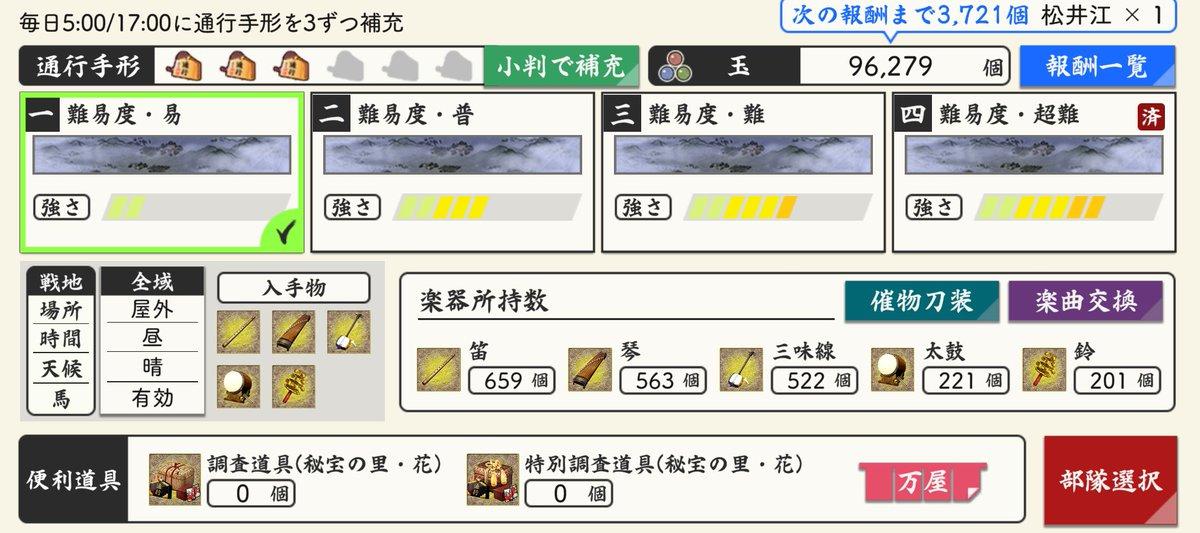 毎日5:00/17:00に通行手形を3ずつ補充
次の報酬まで3,721個 松井江 × 1
通行手形
小判で補充
玉 96,279 個
報酬一覧
一 難易度・易
強さ
二 難易度・普
強さ
三 難易度・難
強さ
四 難易度・超難 済
強さ
戦地 全域
場所 屋外
時間 昼
天候 晴
馬 有効
入手物
楽器所持数
催物刀装
楽曲交換
笛 659 個
琴 563 個
三味線 522 個
太鼓 221 個
鈴 201 個
便利道具
調査道具(秘宝の里・花)
0 個
特別調査道具(秘宝の里・花)
0 個
万屋
部隊選択